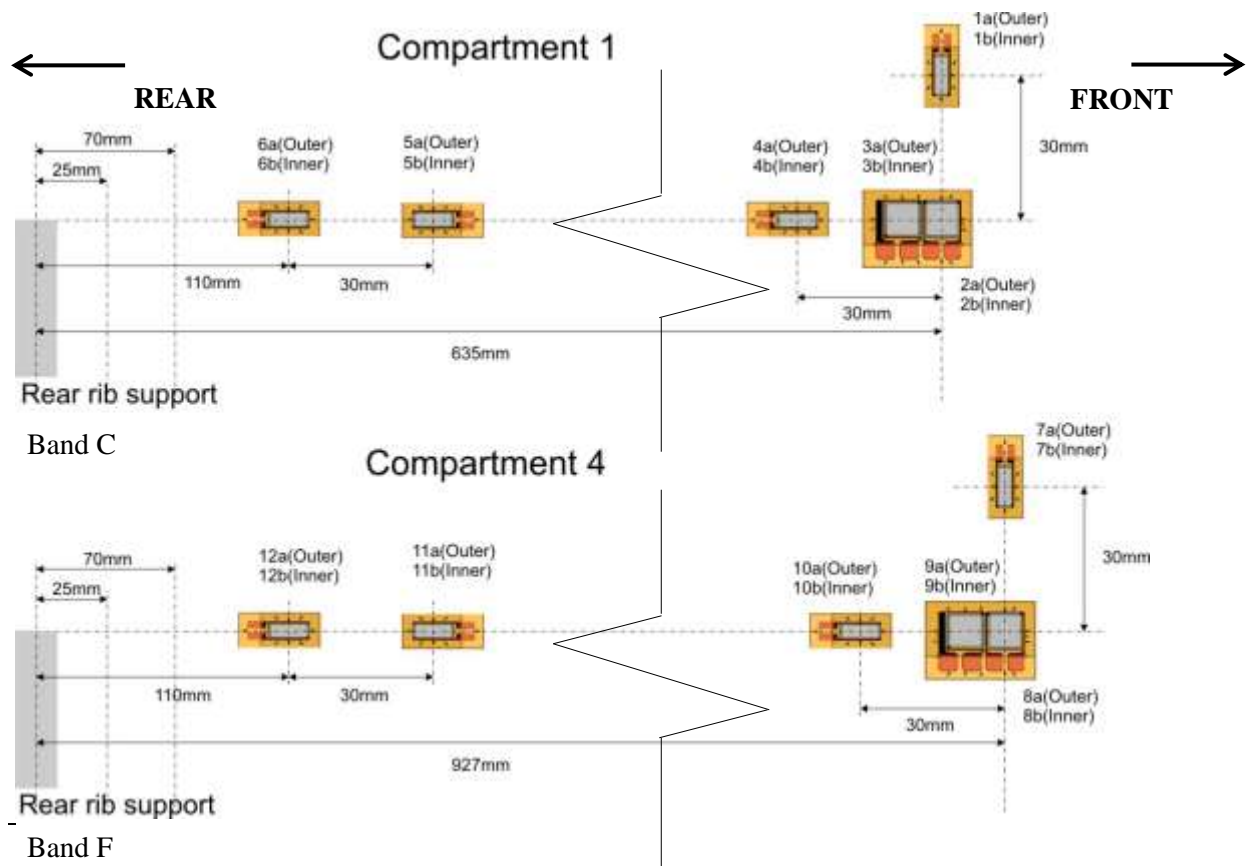 1a(Outer)
1b(Inner)
Compartment 1
REAR
FRONT
70mm
25mm
6a(Outer)
6b(Inner)
5a(Outer)
5b(Inner)
4a(Outer)
4b(Inner)
3a(Outer)
3b(Inner)
30mm
110mm
30mm
2a(Outer)
2b(Inner)
30mm
635mm
Rear rib support
Band C
7a(Outer)
7b(Inner)
Compartment 4
70mm
25mm
12a(Outer)
12b(Inner)
11a(Outer)
11b(Inner)
10a(Outer)
10b(Inner)
9a(Outer)
9b(Inner)
30mm
110mm
30mm
8a(Outer)
8b(Inner)
30mm
927mm
Rear rib support
Band F